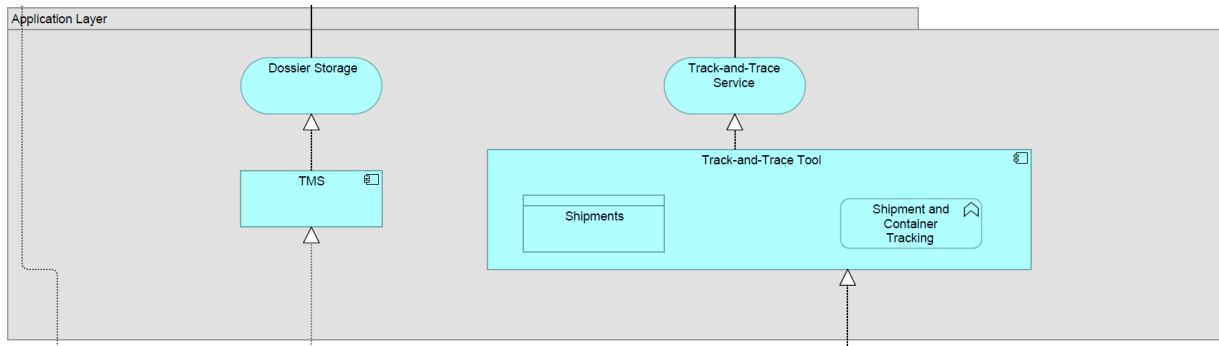 Application Layer
Dossier Storage
Track-and-Trace
Service
TMS
Track-and-Trace Tool
Shipments
Shipment and
Container
Tracking